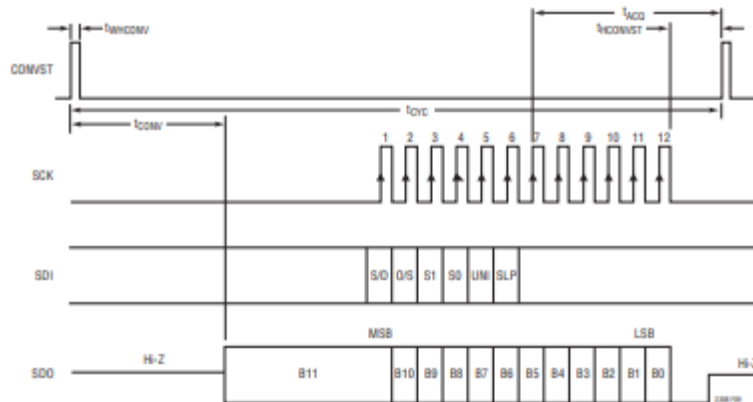 tWHCONV
tACQ
tHCONVST
CONVST
tCYC
tCONV
1 2 3 4 5 6 7 8 9 10 11 12
SCK
SDI
S/D O/S S1 S0 UNI SLP
MSB LSB
Hi-Z
SDO
B11 B10 B9 B8 B7 B6 B5 B4 B3 B2 B1 B0
Hi-Z